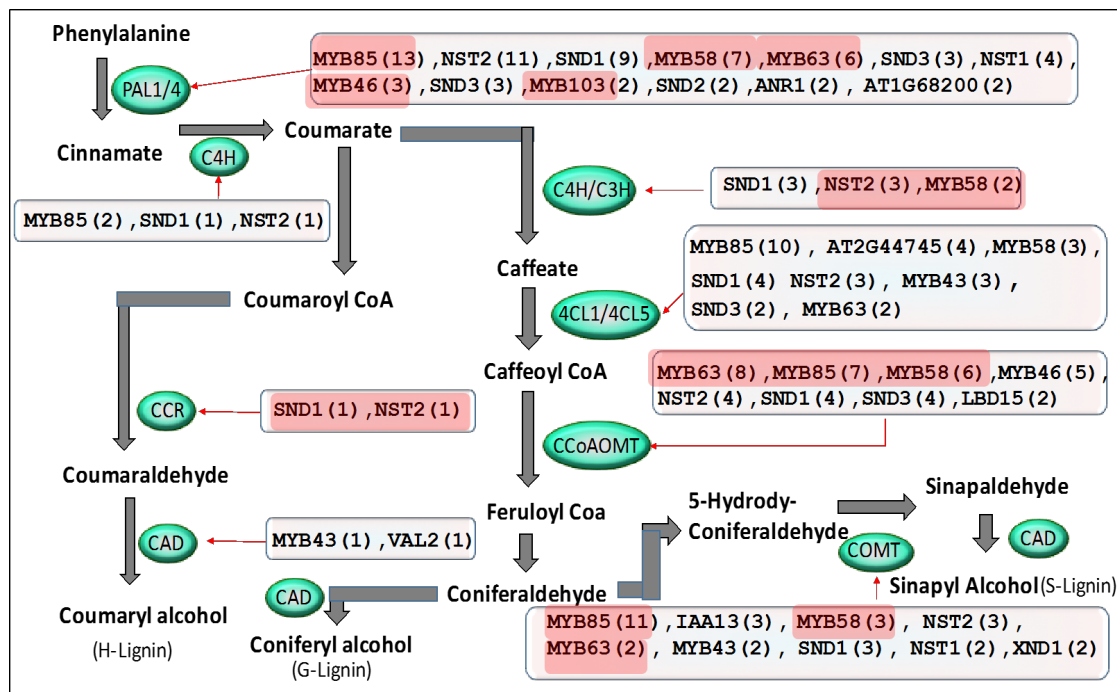 Phenylalanine
MYB85(13) ,NST2(11) ,SND1(9) ,MYB58(7) ,MYB63(6) ,SND3(3) ,NST1(4) ,
MYB46(3) ,SND3(3) ,MYB103(2) ,SND2(2) ,ANR1(2) , AT1G68200(2)
PAL1/4
Cinnamate
C4H
Coumarate
MYB85(2) ,SND1(1) ,NST2(1)
C4H/C3H
SND1(3) ,NST2(3) ,MYB58(2)
Caffeate
MYB85(10) , AT2G44745(4) ,MYB58(3) ,
SND1(4) NST2(3) , MYB43(3) ,
SND3(2) , MYB63(2)
4CL1/4CL5
Coumaroyl CoA
Caffeoyl CoA
MYB63(8) ,MYB85(7) ,MYB58(6) ,MYB46(5) ,
NST2(4) ,SND1(4) ,SND3(4) ,LBD15(2)
CCR
SND1(1) ,NST2(1)
CCoAOMT
Coumaraldehyde
Feruloyl Coa
5-Hydrody-
Coniferaldehyde
Sinapaldehyde
CAD
MYB43(1) ,VAL2(1)
COMT
CAD
Coumaryl alcohol
(H-Lignin)
CAD
Coniferaldehyde
Coniferyl alcohol
(G-Lignin)
Sinapyl Alcohol(S-Lignin)
MYB85(11) ,IAA13(3) ,MYB58(3) , NST2(3) ,
MYB63(2) , MYB43(2) , SND1(3) , NST1(2) ,XND1(2)